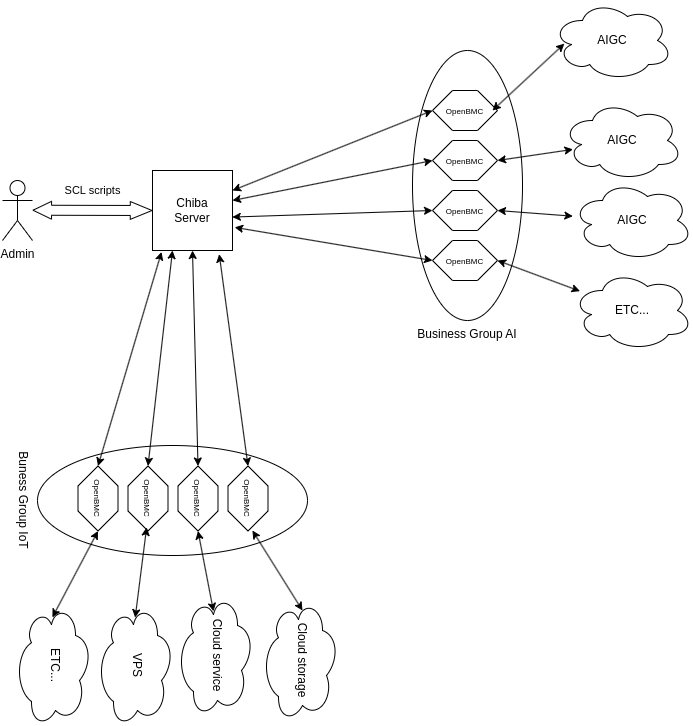 AIGC
OpenBMC
AIGC
OpenBMC
SCL scripts
Chiba
Server
OpenBMC
AIGC
Admin
OpenBMC
ETC...
Business Group AI
Buness Group IoT
OpenBMC
OpenBMC
OpenBMC
OpenBMC
ETC...
VPS
Cloud service
Cloud storage